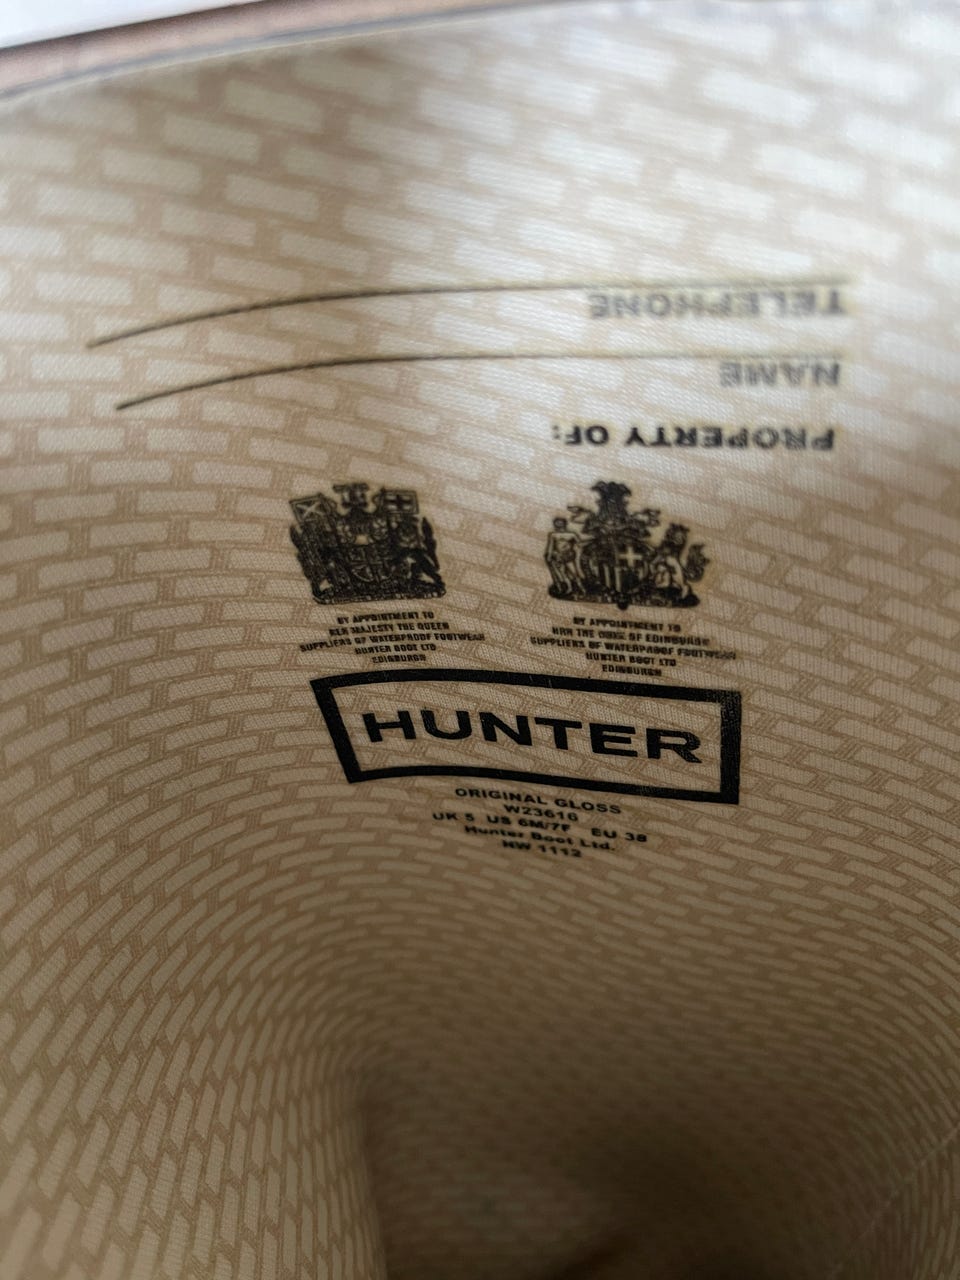 TELEPHONE
NAME
PROPERTY OF:
BY APPOINTMENT TO
HER MAJESTY THE QUEEN
SUPPLIERS OF WATERPROOF FOOTWEAR
HUNTER BOOT LTD
EDINBURGH
BY APPOINTMENT TO
HRH THE DUKE OF EDINBURGH
SUPPLIERS OF WATERPROOF FOOTWEAR
HUNTER BOOT LTD
EDINBURGH
HUNTER
ORIGINAL GLOSS
W23616
UK 5 US 6M/7F EU 38
Hunter Boot Ltd.
NW 1112